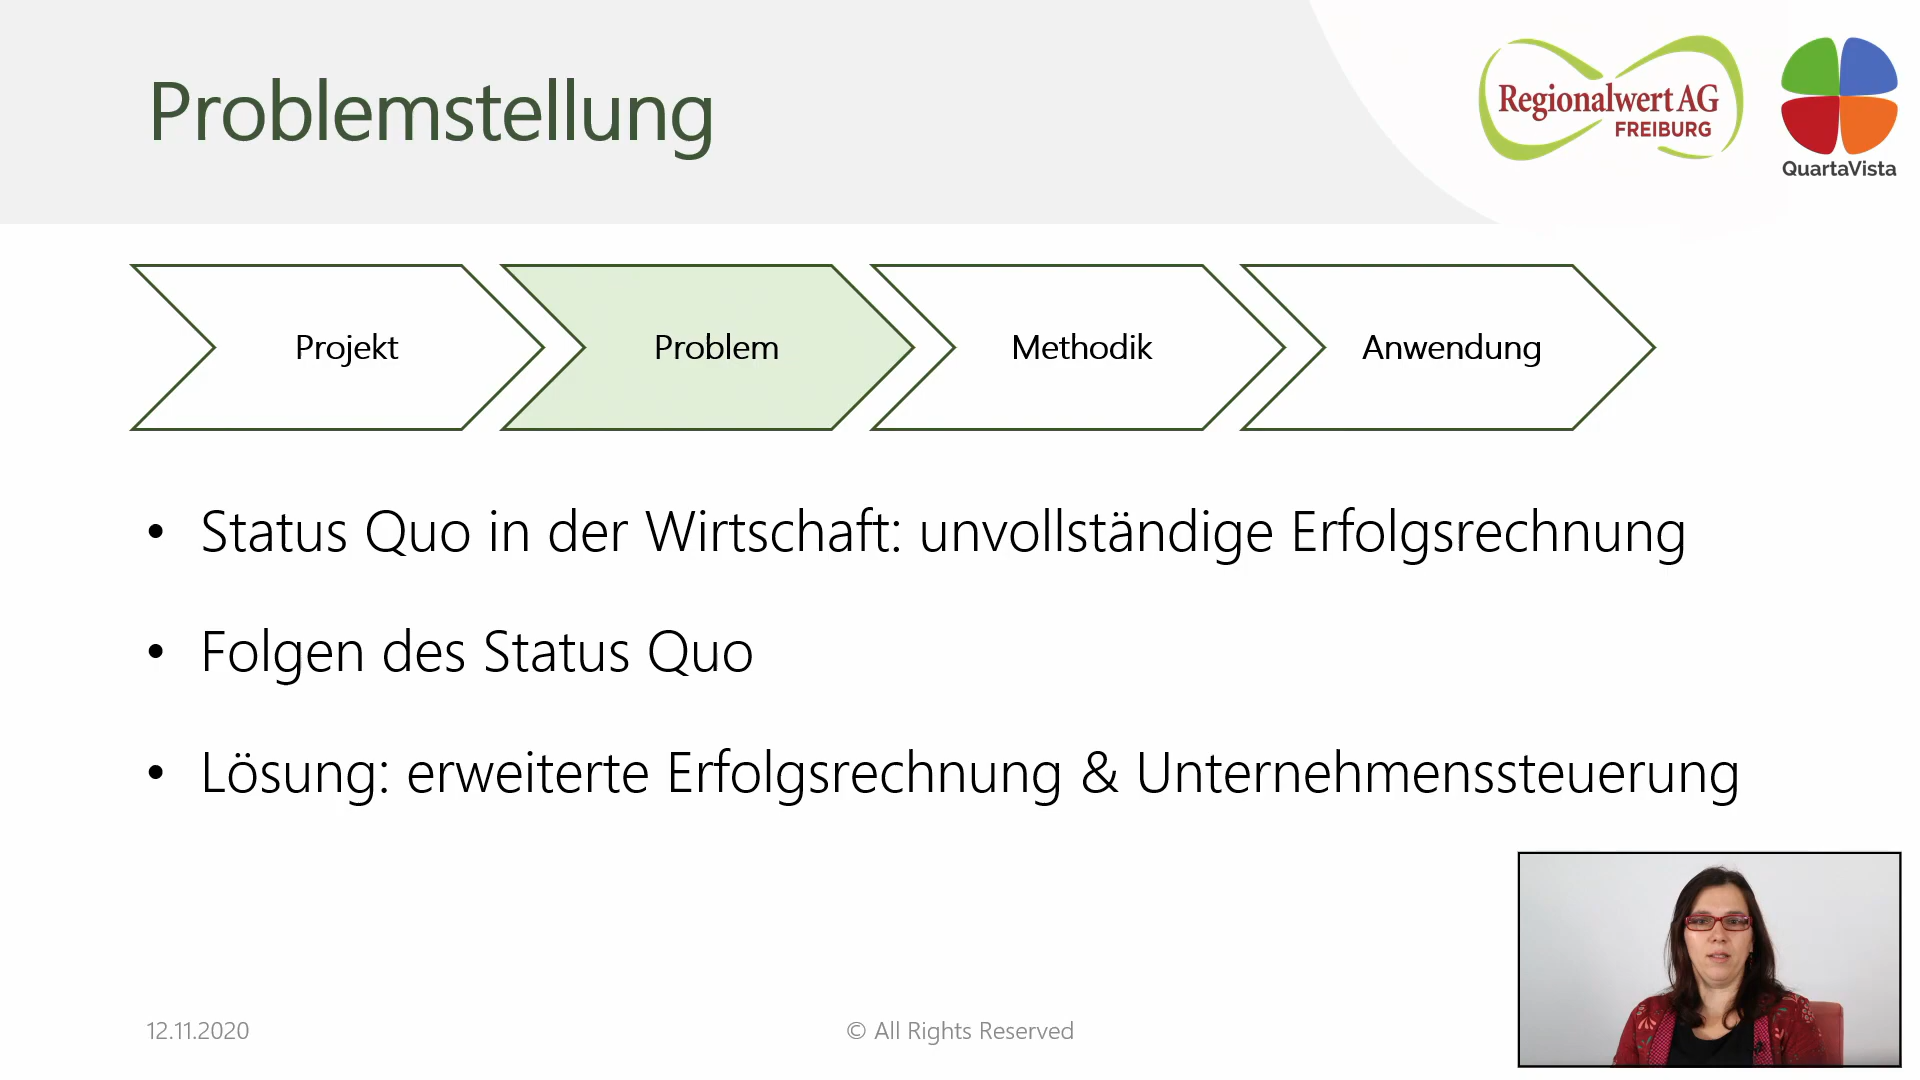 Problemstellung
Regionalwert AG
FREIBURG
QuartaVista
Projekt
Problem
Methodik
Anwendung
• Status Quo in der Wirtschaft: unvollständige Erfolgsrechnung
• Folgen des Status Quo
• Lösung: erweiterte Erfolgsrechnung & Unternehmenssteuerung
12.11.2020
© All Rights Reserved